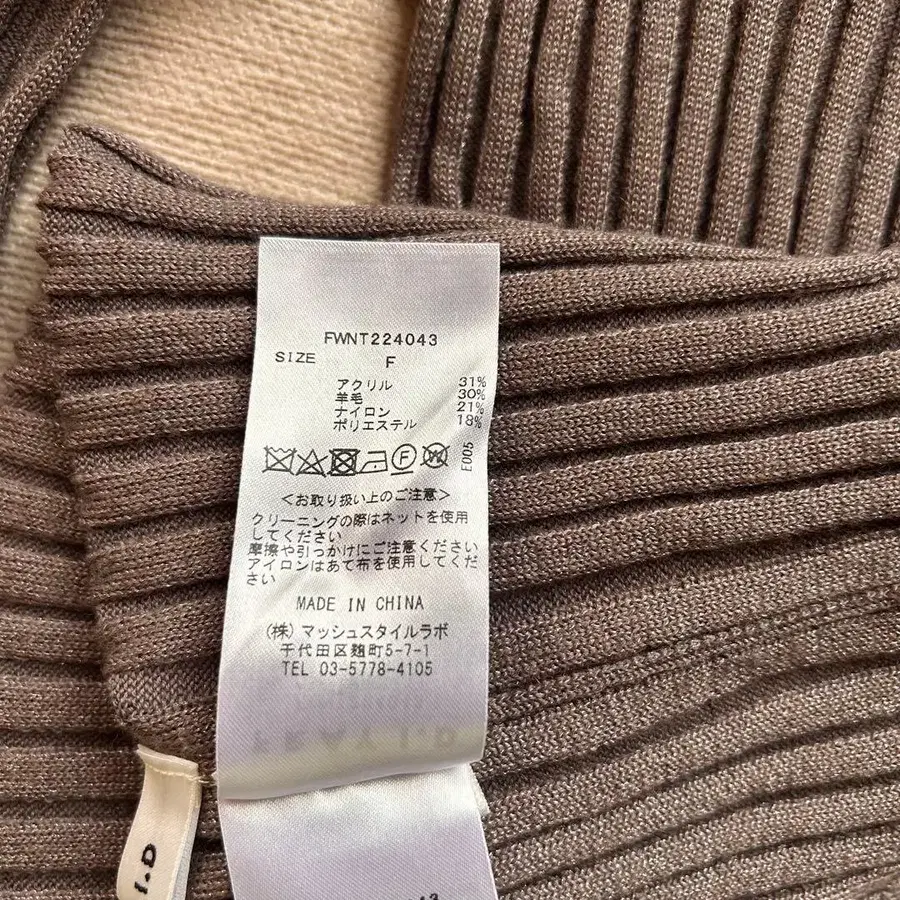 FWNT224043
SIZE F
アクリル 31%
羊毛 30%
ナイロン 21%
ポリエステル 18%
F W E005
<お取り扱い上のご注意>
クリーニングの際はネットを使用
してください
摩擦や引っかけにご注意ください
アイロンはあて布を使用してくだ
さい
MADE IN CHINA
(株) マッシュスタイルラボ
千代田区麹町5-7-1
TEL 03-5778-4105
FRAY I.D
I.D